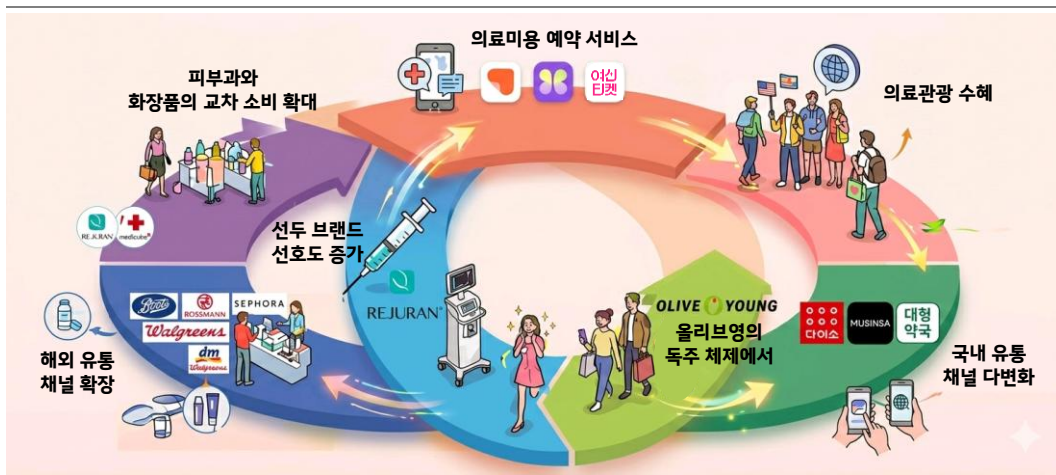 의료미용 예약 서비스
여신
티켓
피부과와
화장품의 교차 소비 확대
의료관광 수혜
REJURAN
medicube
선두 브랜드
선호도 증가
REJURAN
OLIVE YOUNG
올리브영의
독주 체제에서
다이소
MUSINSA
대형
약국
국내 유통
채널 다변화
Boots
ROSSMANN
SEPHORA
Walgreens
dm
Walgreens
해외 유통
채널 확장